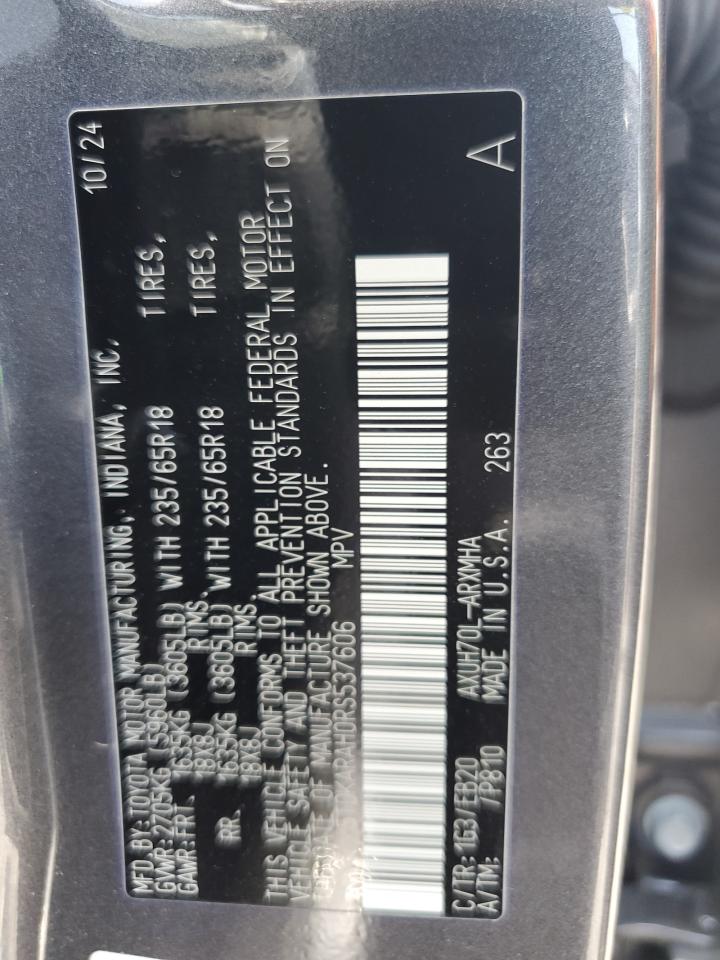 MFD.BY:TOYOTA MOTOR MANUFACTURING, INDIANA, INC. 10/24
GVWR:2705KG (5960LB)
GAWR:FRT. 1635KG (3605LB) WITH 235/65R18 TIRES,
18X8J RIMS.
RR. 1635KG (3605LB) WITH 235/65R18 TIRES,
18X8J RIMS.
THIS VEHICLE CONFORMS TO ALL APPLICABLE FEDERAL MOTOR
VEHICLE SAFETY AND THEFT PREVENTION STANDARDS IN EFFECT ON
OF MANUFACTURE SHOWN ABOVE.
MPV
C/TR:1G3/EB20 AXUH70L-ARXMHA
A/TM: /P810 MADE IN U.S.A. 263 A